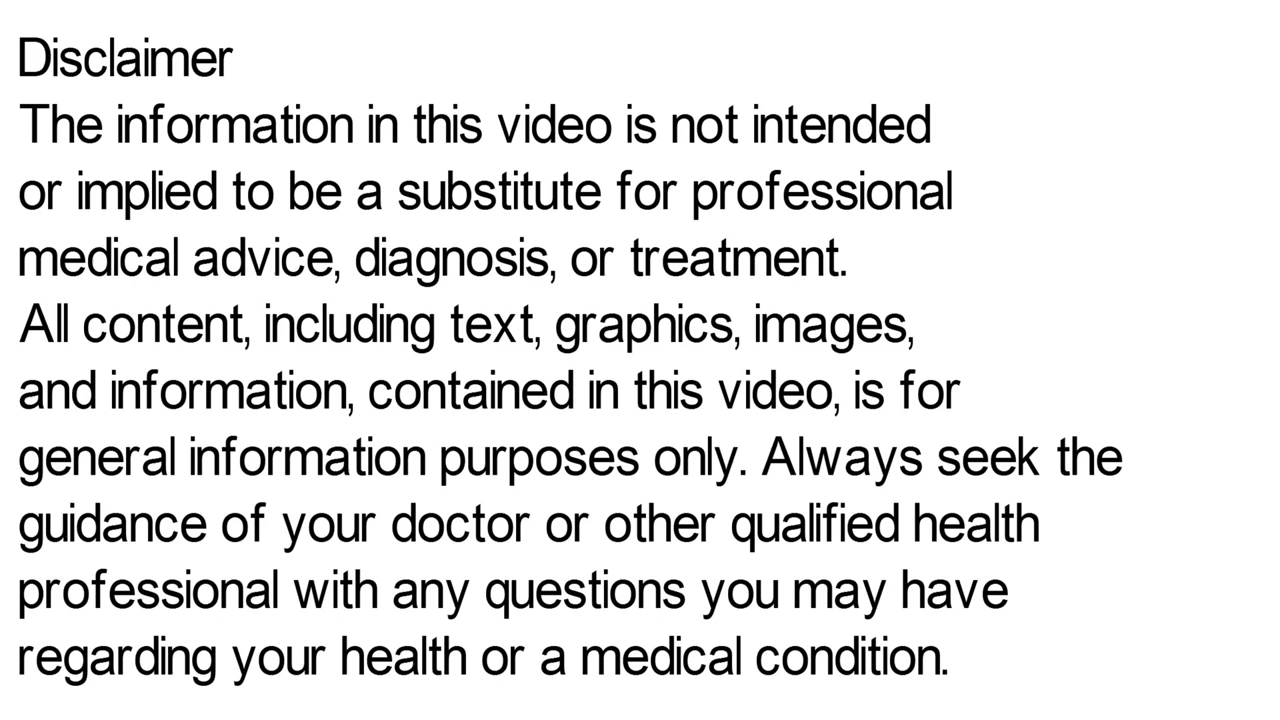 Disclaimer
The information in this video is not intended
or implied to be a substitute for professional
medical advice, diagnosis, or treatment.
All content, including text, graphics, images,
and information, contained in this video, is for
general information purposes only. Always seek the
guidance of your doctor or other qualified health
professional with any questions you may have
regarding your health or a medical condition.